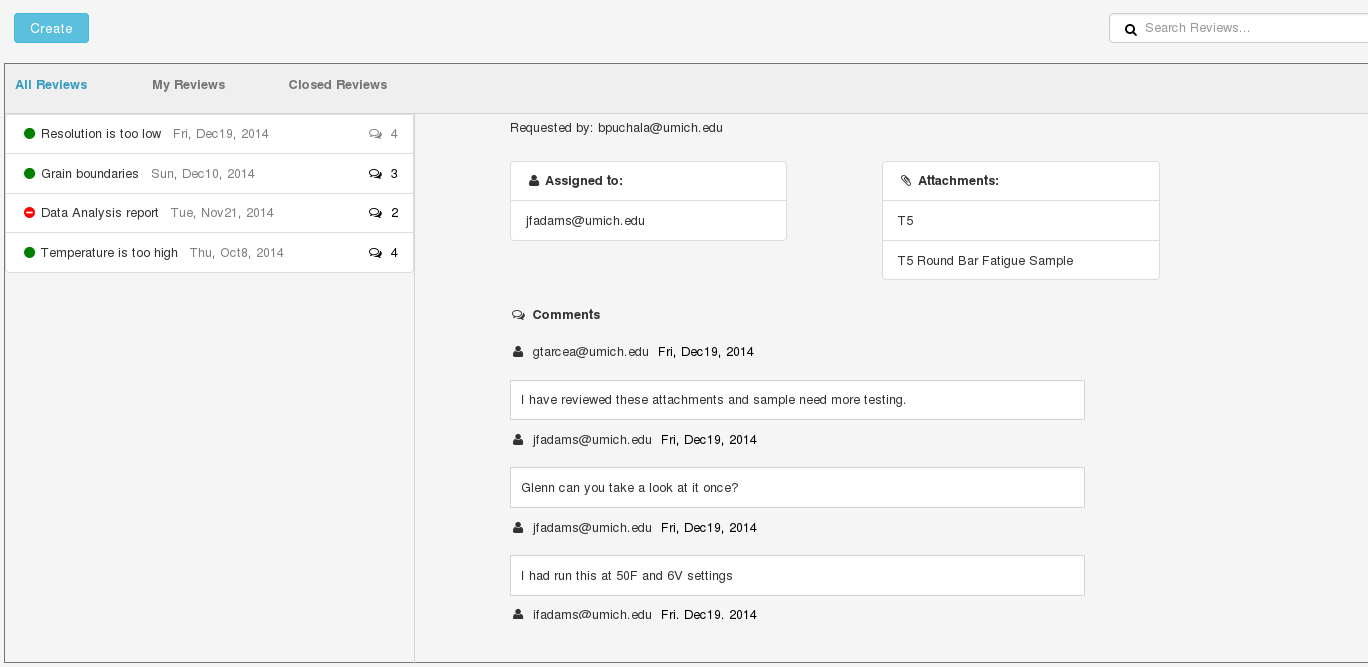 Create
Search Reviews...
All Reviews My Reviews Closed Reviews
Resolution is too low Fri, Dec19, 2014 4
Grain boundaries Sun, Dec10, 2014 3
Data Analysis report Tue, Nov21, 2014 2
Temperature is too high Thu, Oct8, 2014 4
Requested by: bpuchala@umich.edu
Assigned to:
jfadams@umich.edu
Attachments:
T5
T5 Round Bar Fatigue Sample
Comments
gtarcea@umich.edu Fri, Dec19, 2014
I have reviewed these attachments and sample need more testing.
jfadams@umich.edu Fri, Dec19, 2014
Glenn can you take a look at it once?
jfadams@umich.edu Fri, Dec19, 2014
I had run this at 50F and 6V settings
jfadams@umich.edu Fri, Dec19, 2014